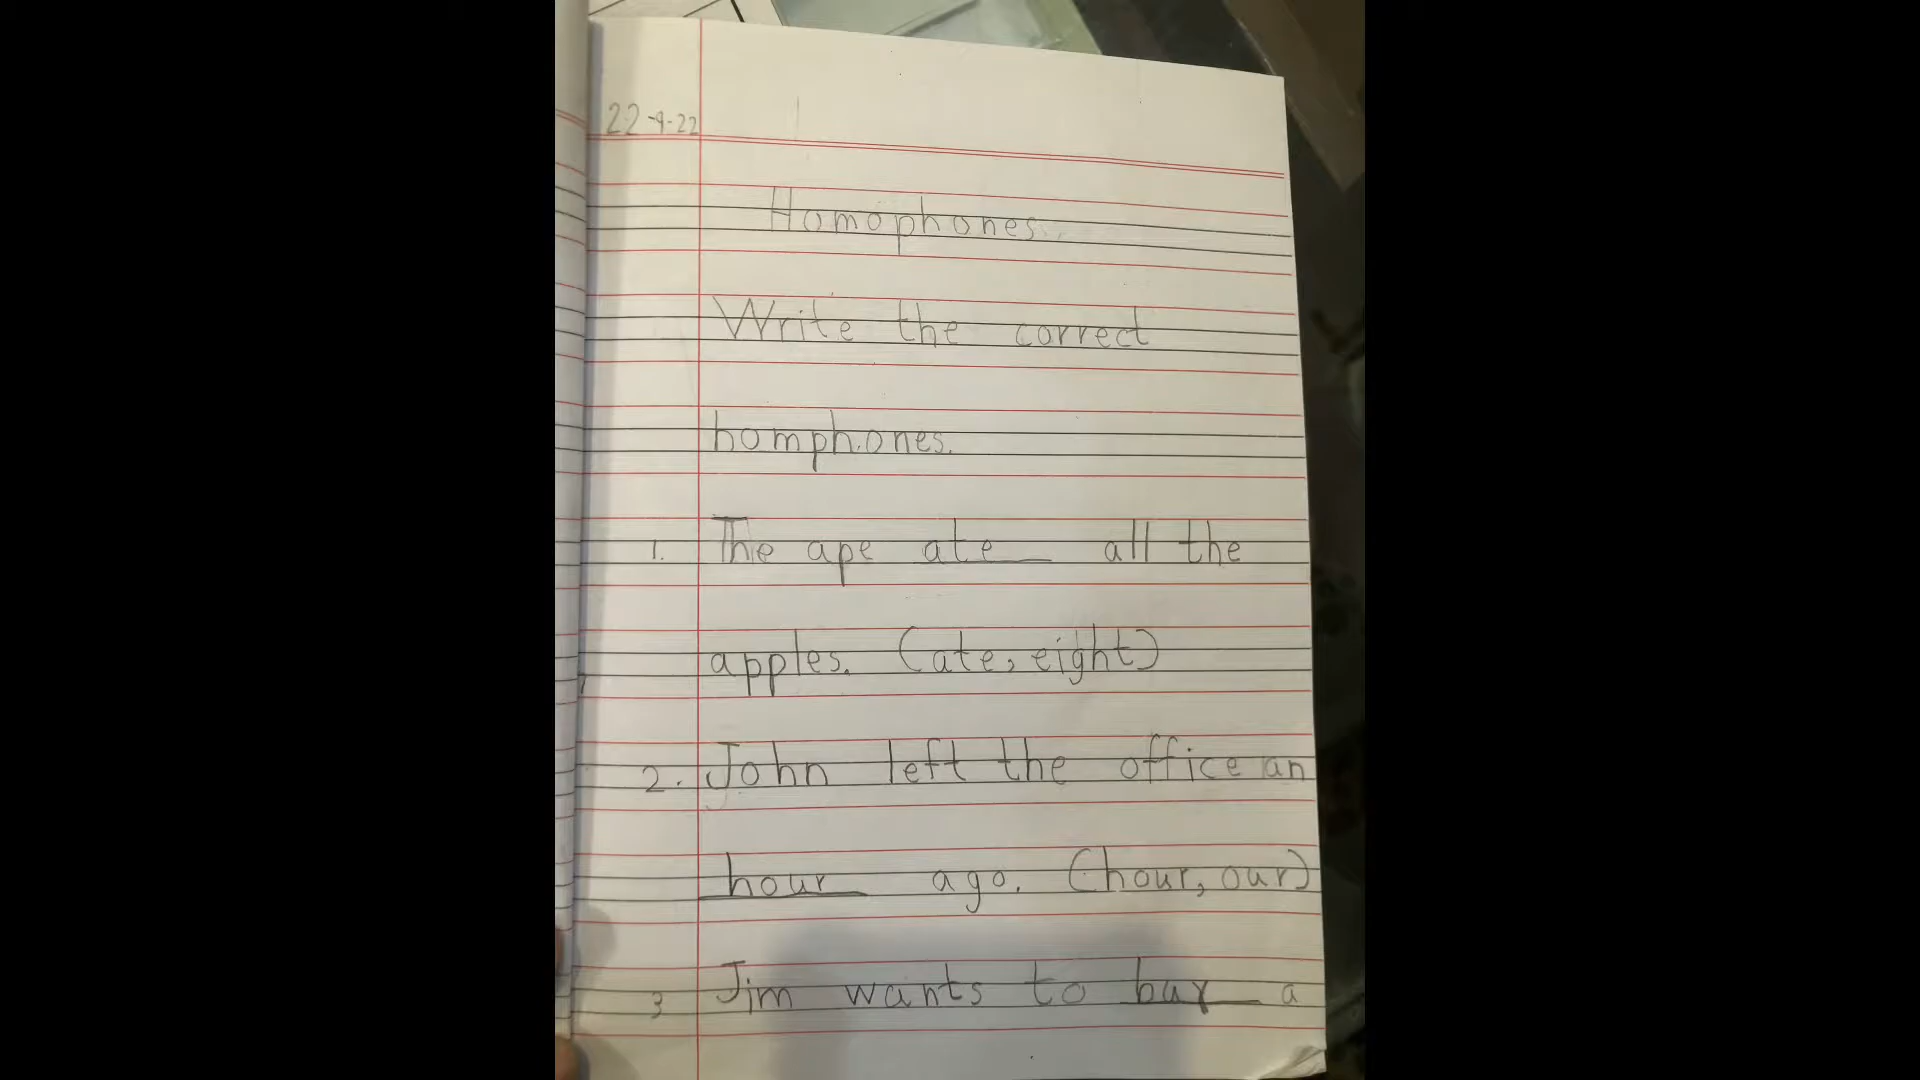 22-9-22
Homophones.
Write the correct
homphones.
1. The ape ate all the
apples. (ate, eight)
2. John left the office an
hour ago. (hour, our)
3 Jim wants to buy a